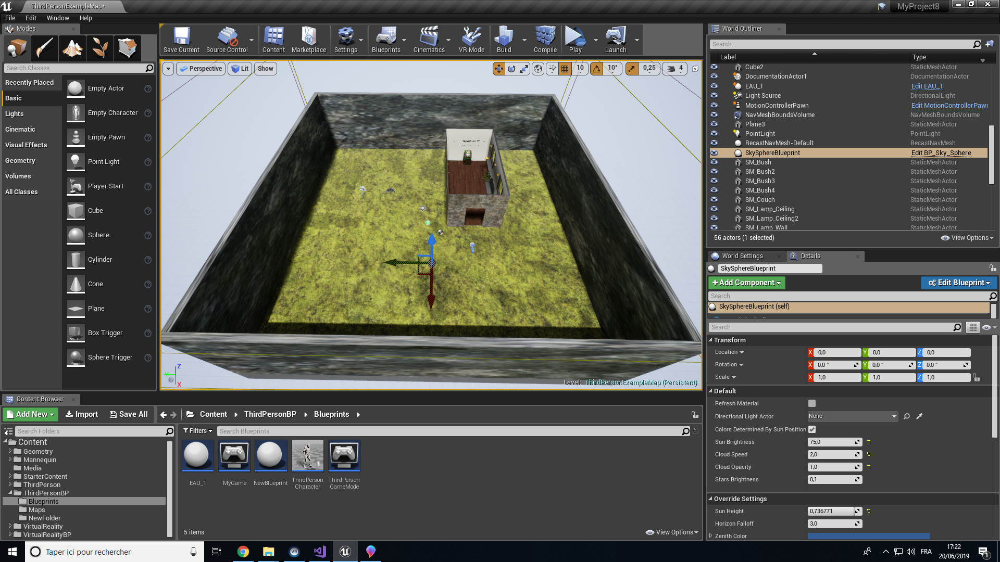 ThirdPersonExampleMap*
MyProject8
File Edit Window Help
Modes
Search Classes
Recently Placed
Basic
Lights
Cinematic
Visual Effects
Geometry
Volumes
All Classes
Empty Actor
Empty Character
Empty Pawn
Point Light
Player Start
Cube
Sphere
Cylinder
Cone
Plane
Box Trigger
Sphere Trigger
Save Current Source Control Content Marketplace Settings Blueprints Cinematics VR Mode Build Compile Play Launch
Perspective Lit Show 10 10° 0,25 4
Z
Y
X
Level: ThirdPersonExampleMap (Persistent)
World Outliner
Search...
Label Type
Cube2 StaticMeshActor
DocumentationActor1 DocumentationActor
EAU_1 Edit EAU_1
Light Source DirectionalLight
MotionControllerPawn Edit MotionControllerPawn
NavMeshBoundsVolume NavMeshBoundsVolume
Plane3 StaticMeshActor
PointLight PointLight
RecastNavMesh-Default RecastNavMesh
SkySphereBlueprint Edit BP_Sky_Sphere
SM_Bush StaticMeshActor
SM_Bush2 StaticMeshActor
SM_Bush3 StaticMeshActor
SM_Bush4 StaticMeshActor
SM_Couch StaticMeshActor
SM_Lamp_Ceiling StaticMeshActor
SM_Lamp_Ceiling2 StaticMeshActor
SM_Lamp_Wall StaticMeshActor
56 actors (1 selected) View Options
World Settings Details
SkySphereBlueprint
Add Component Edit Blueprint
Search
SkySphereBlueprint (self)
Search
Transform
Location X 0,0 Y 0,0 Z 0,0
Rotation X 0,0 ° Y 0,0 ° Z 0,0 °
Scale X 1,0 Y 1,0 Z 1,0
Default
Refresh Material
Directional Light Actor None
Colors Determined By Sun Position
Sun Brightness 75,0
Cloud Speed 2,0
Cloud Opacity 1,0
Stars Brightness 0,1
Override Settings
Sun Height 0,736771
Horizon Falloff 3,0
Zenith Color
Content Browser
Add New Import Save All Content ThirdPersonBP Blueprints
Search Folders
Content
Geometry
Mannequin
Media
StarterContent
ThirdPerson
ThirdPersonBP
Blueprints
Maps
NewFolder
VirtualReality
VirtualRealityBP
Filters Search Blueprints
EAU_1 MyGame NewBlueprint ThirdPerson Character ThirdPerson GameMode
5 items View Options
Taper ici pour rechercher
VR
FRA
17:22
20/06/2019
1